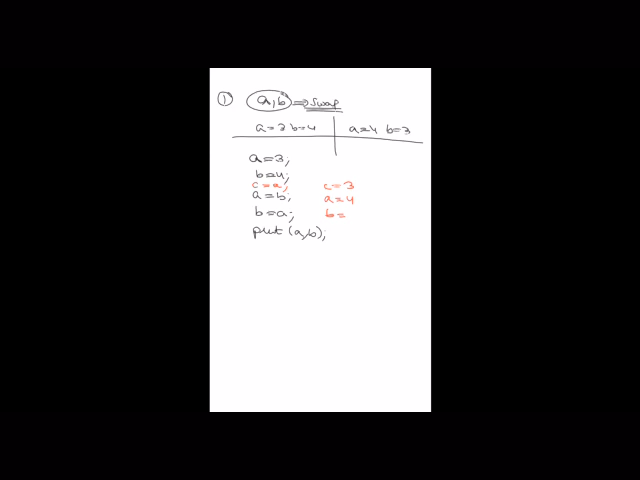 ① a, b ⇒ Swap
a=3 b=4 a=4 b=3
a=3;
b=4;
c=a; c=3
a=b; a=4
b=a; b=
put (a,b);